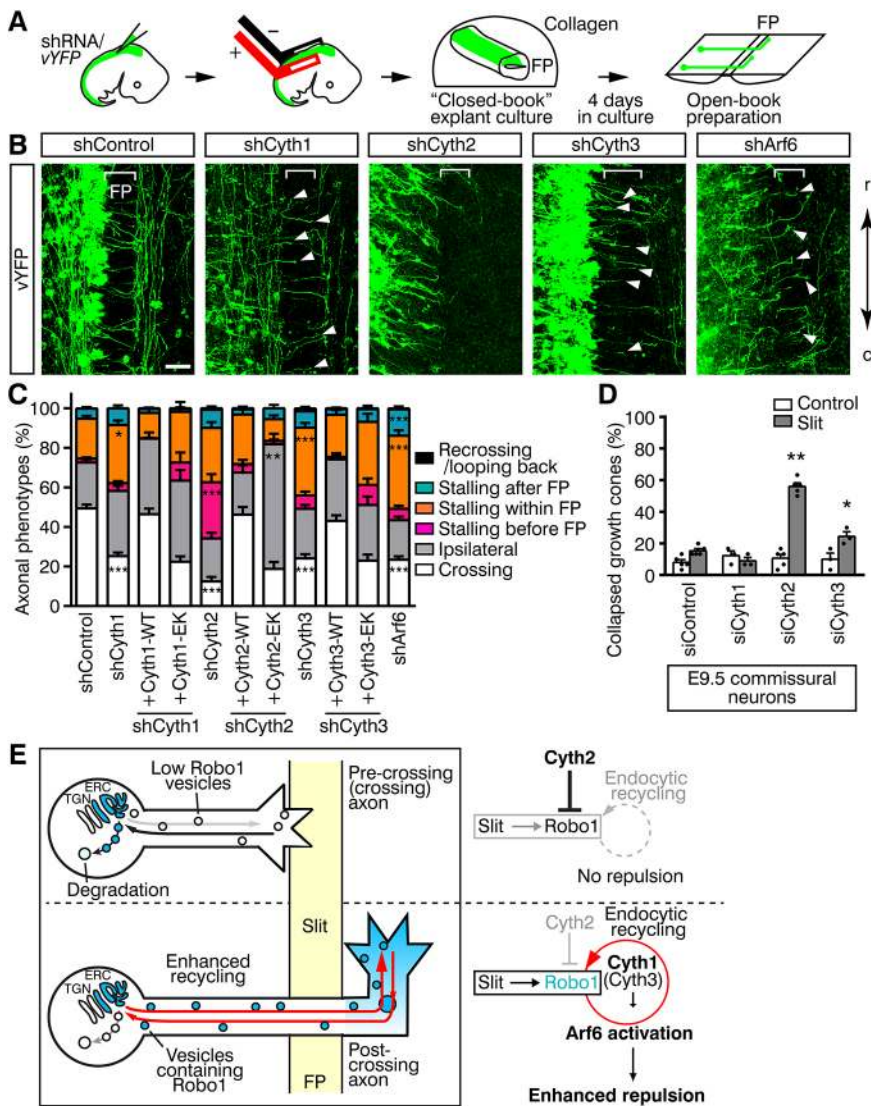 A
shRNA/
vYFP
−
+
Collagen
FP
"Closed-book"
explant culture
4 days
in culture
FP
Open-book
preparation
B
shControl
shCyth1
shCyth2
shCyth3
shArf6
vYFP
FP
r
c
C
Axonal phenotypes (%)
100
80
60
40
20
0
*
***
***
***
**
***
***
***
***
***
Recrossing
/looping back
Stalling after FP
Stalling within FP
Stalling before FP
Ipsilateral
Crossing
shControl
shCyth1
+Cyth1-WT
+Cyth1-EK
shCyth2
+Cyth2-WT
+Cyth2-EK
shCyth3
+Cyth3-WT
+Cyth3-EK
shArf6
shCyth1
shCyth2
shCyth3
D
Control
Slit
Collapsed growth cones (%)
100
80
60
40
20
0
**
*
siControl
siCyth1
siCyth2
siCyth3
E9.5 commissural
neurons
E
Low Robo1
vesicles
ERC
TGN
Degradation
Pre-crossing
(crossing)
axon
Slit
Enhanced
recycling
ERC
TGN
Vesicles
containing
Robo1
FP
Post-
crossing
axon
Cyth2
Endocytic
recycling
Slit → Robo1
No repulsion
Cyth2
Endocytic
recycling
Slit → Robo1
Cyth1
(Cyth3)
Arf6 activation
Enhanced repulsion